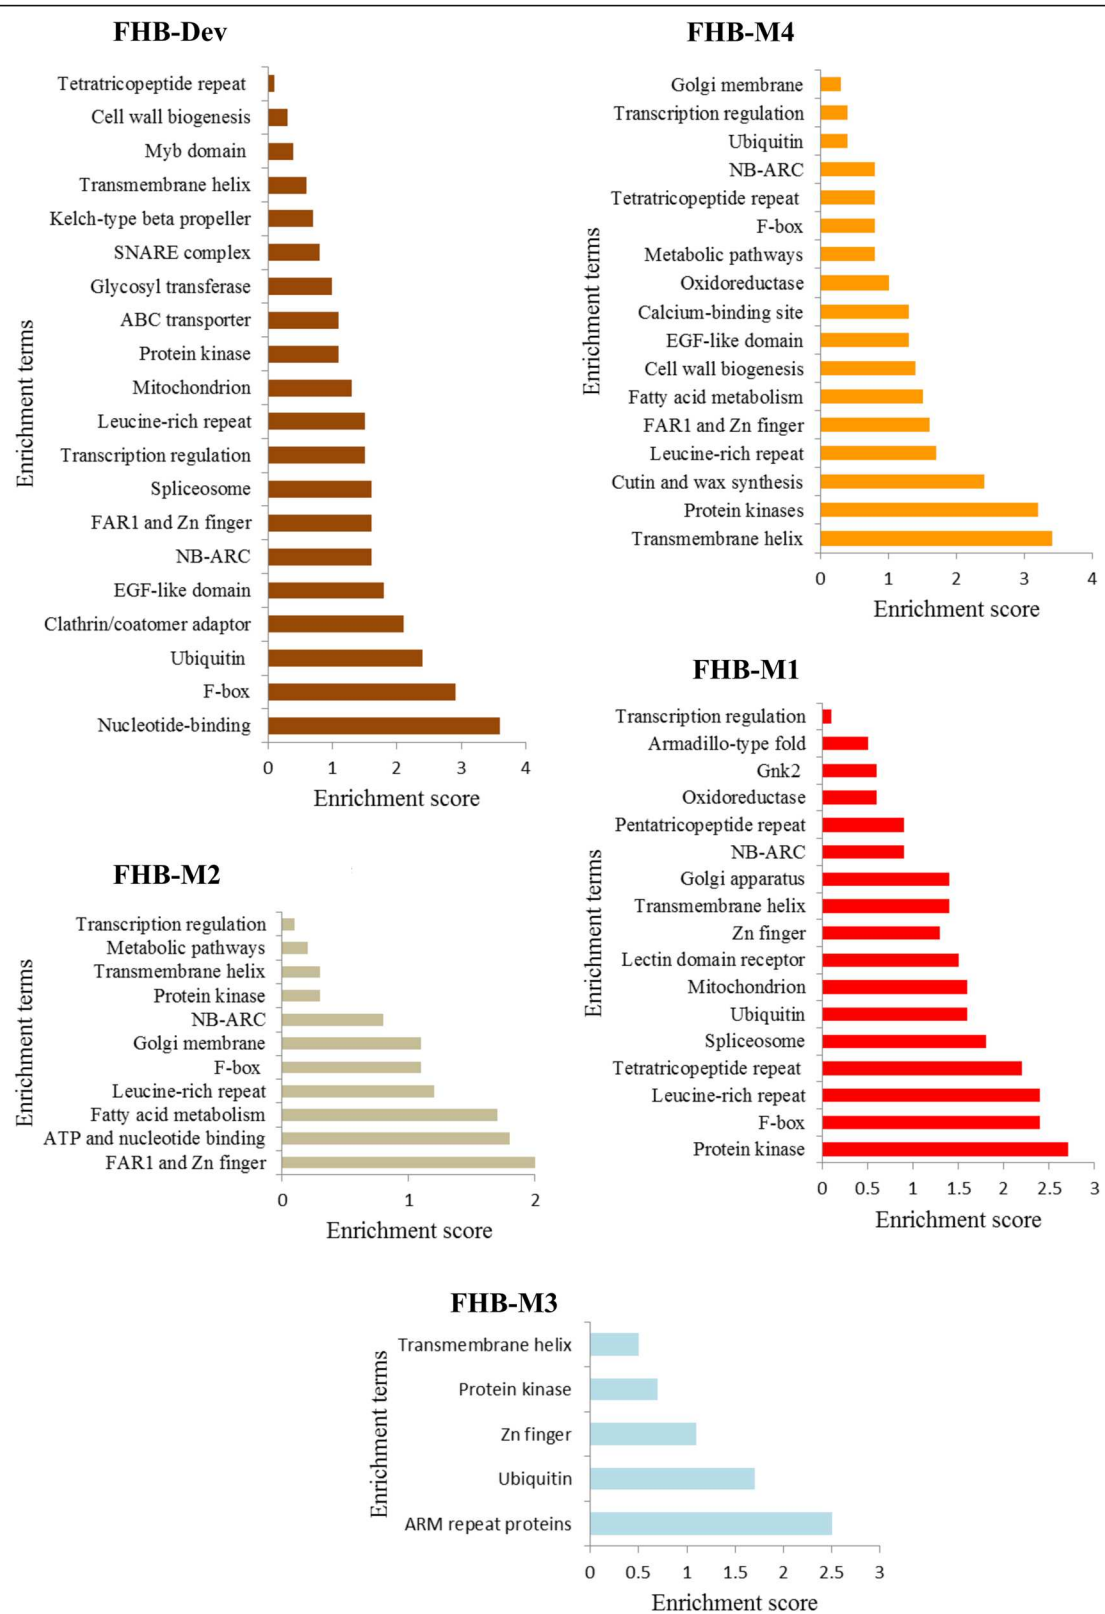 FHB-Dev
Enrichment terms
Tetratricopeptide repeat
Cell wall biogenesis
Myb domain
Transmembrane helix
Kelch-type beta propeller
SNARE complex
Glycosyl transferase
ABC transporter
Protein kinase
Mitochondrion
Leucine-rich repeat
Transcription regulation
Spliceosome
FAR1 and Zn finger
NB-ARC
EGF-like domain
Clathrin/coatomer adaptor
Ubiquitin
F-box
Nucleotide-binding
0 1 2 3 4
Enrichment score
FHB-M4
Enrichment terms
Golgi membrane
Transcription regulation
Ubiquitin
NB-ARC
Tetratricopeptide repeat
F-box
Metabolic pathways
Oxidoreductase
Calcium-binding site
EGF-like domain
Cell wall biogenesis
Fatty acid metabolism
FAR1 and Zn finger
Leucine-rich repeat
Cutin and wax synthesis
Protein kinases
Transmembrane helix
0 1 2 3 4
Enrichment score
FHB-M2
Enrichment terms
Transcription regulation
Metabolic pathways
Transmembrane helix
Protein kinase
NB-ARC
Golgi membrane
F-box
Leucine-rich repeat
Fatty acid metabolism
ATP and nucleotide binding
FAR1 and Zn finger
0 1 2
Enrichment score
FHB-M1
Enrichment terms
Transcription regulation
Armadillo-type fold
Gnk2
Oxidoreductase
Pentatricopeptide repeat
NB-ARC
Golgi apparatus
Transmembrane helix
Zn finger
Lectin domain receptor
Mitochondrion
Ubiquitin
Spliceosome
Tetratricopeptide repeat
Leucine-rich repeat
F-box
Protein kinase
0 0.5 1 1.5 2 2.5 3
Enrichment score
FHB-M3
Enrichment terms
Transmembrane helix
Protein kinase
Zn finger
Ubiquitin
ARM repeat proteins
0 0.5 1 1.5 2 2.5 3
Enrichment score